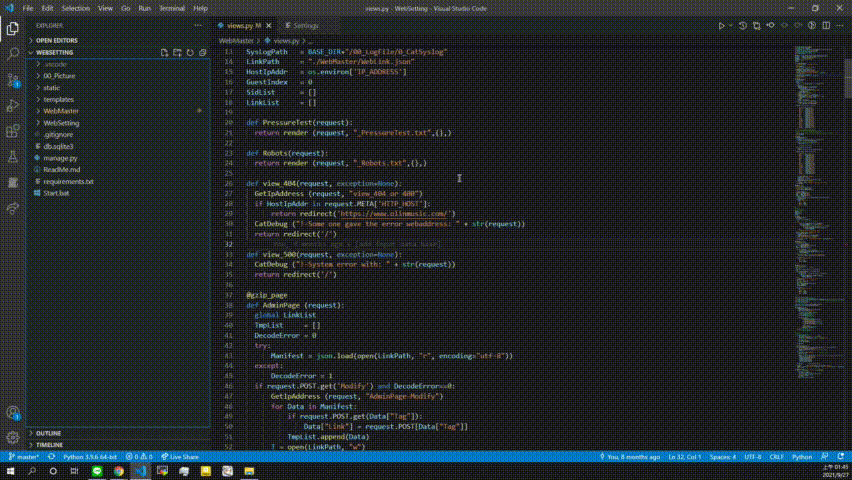 File Edit Selection View Go Run Terminal Help
views.py - WebSetting - Visual Studio Code
EXPLORER
views.py M
Settings
OPEN EDITORS
WebMaster > views.py > ...
WEBSETTING
.vscode
00_Picture
static
templates
WebMaster
WebSetting
.gitignore
db.sqlite3
manage.py
ReadMe.md
requirements.txt
Start.bat
OUTLINE
TIMELINE
13 SyslogPath = BASE_DIR+"/00_LogFile/0_CatSyslog"
14 LinkPath = "./WebMaster/WebLink.json"
15 HostIpAddr = os.environ['IP_ADDRESS']
16 GuestIndex = 0
17 SidList = []
18 LinkList = []
19
20 def PressureTest(request):
21 return render (request, "_PressureTest.txt",{},)
22
23 def Robots(request):
24 return render (request, "_Robots.txt",{},)
25
26 def view_404(request, exception=None):
27 GetIpAddress (request, "view_404 or 400")
28 if HostIpAddr in request.META['HTTP_HOST']:
29 return redirect('https://www.olinmusic.com/')
30 CatDebug ("!-Some one gave the error webaddress: " + str(request))
31 return redirect('/')
32
33 def view_500(request, exception=None):
34 CatDebug ("!-System error with: " + str(request))
35 return redirect('/')
36
37 @gzip_page
38 def AdminPage (request):
39 global LinkList
40 TmpList = []
41 DecodeError = 0
42 try:
43 Manifest = json.load(open(LinkPath, "r", encoding="utf-8"))
44 except:
45 DecodeError = 1
46 if request.POST.get('Modify') and DecodeError==0:
47 GetIpAddress (request, "AdminPage-Modify")
48 for Data in Manifest:
49 if request.POST.get(Data["Tag"]):
50 Data["Link"] = request.POST[Data["Tag"]]
51 TmpList.append(Data)
52 T = open(LinkPath, "w")
master* Python 3.9.6 64-bit 0 0 Live Share
You, 8 months ago Ln 32, Col 1 Spaces: 4 UTF-8 CRLF Python
上午 01:45
2021/9/27